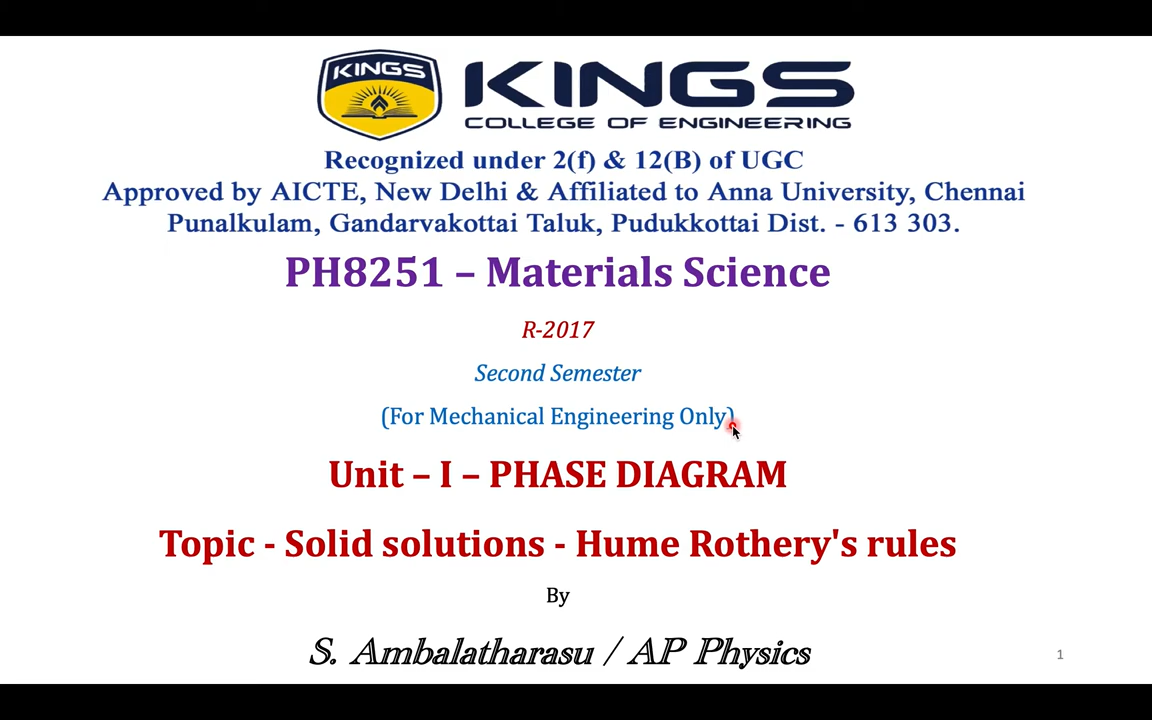 KINGS
KINGS
COLLEGE OF ENGINEERING
Recognized under 2(f) & 12(B) of UGC
Approved by AICTE, New Delhi & Affiliated to Anna University, Chennai
Punalkulam, Gandarvakottai Taluk, Pudukkottai Dist. - 613 303.
PH8251 – Materials Science
R-2017
Second Semester
(For Mechanical Engineering Only)
Unit – I – PHASE DIAGRAM
Topic - Solid solutions - Hume Rothery's rules
By
S. Ambalatharasu / AP Physics
1